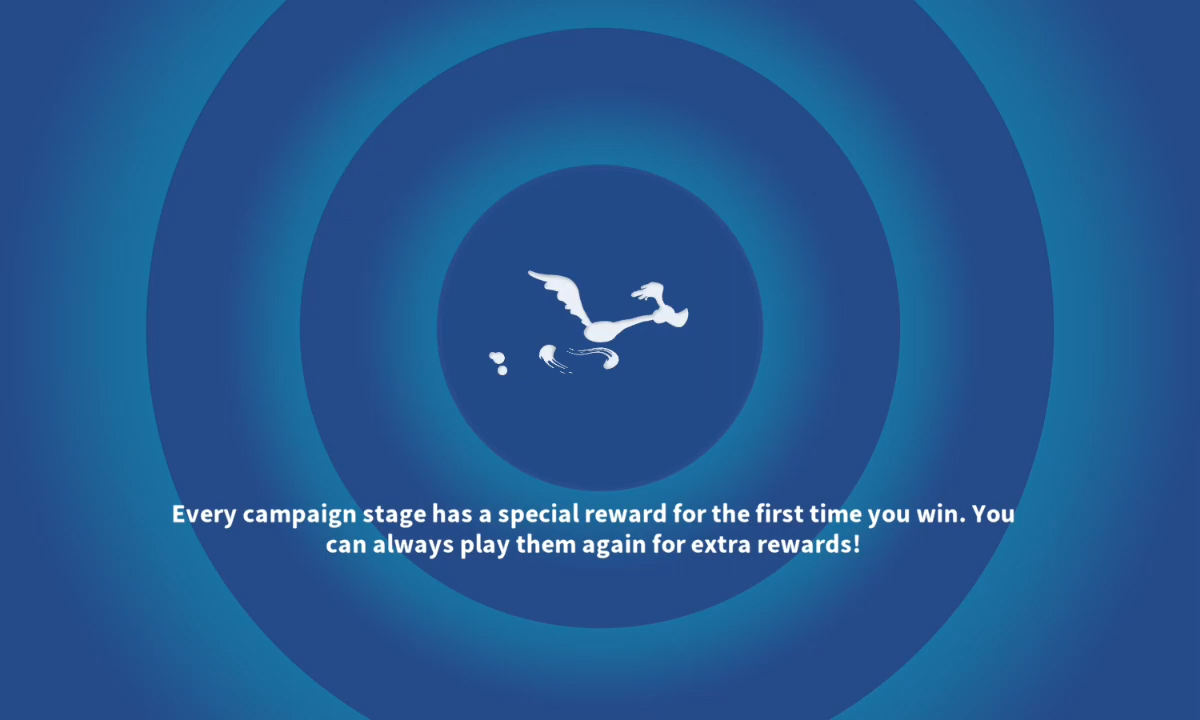 Every campaign stage has a special reward for the first time you win. You
can always play them again for extra rewards!